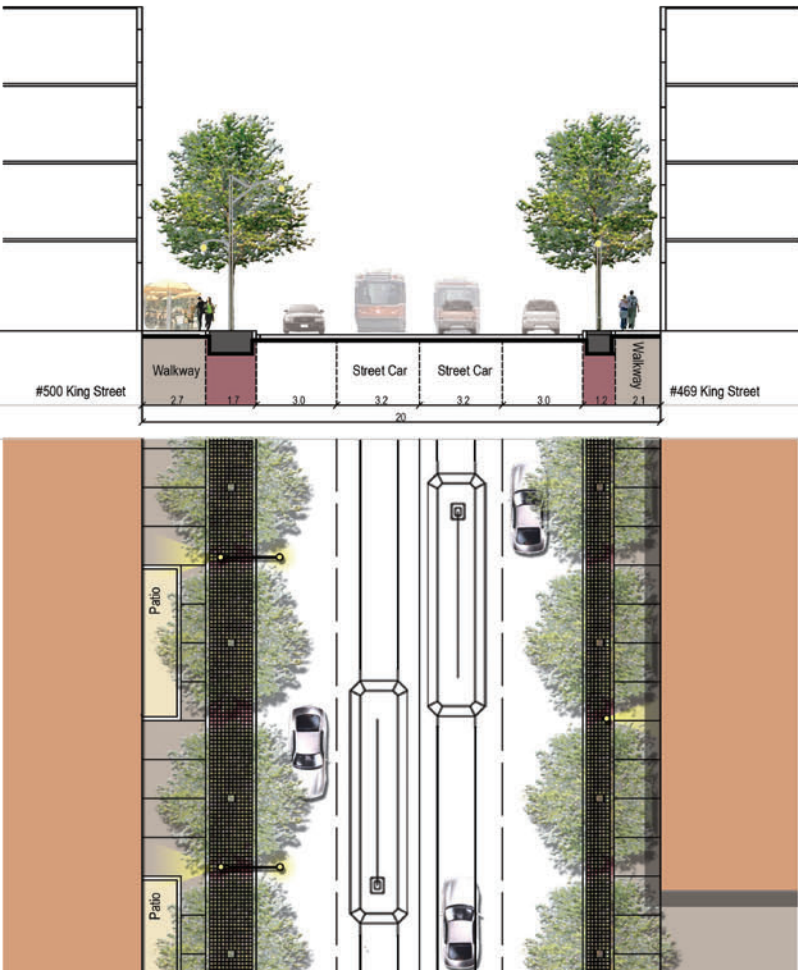 Walkway
Street Car
Street Car
Walkway
#500 King Street
#469 King Street
2.7
1.7
3.0
3.2
3.2
3.0
1.2
2.1
20
Patio
Patio